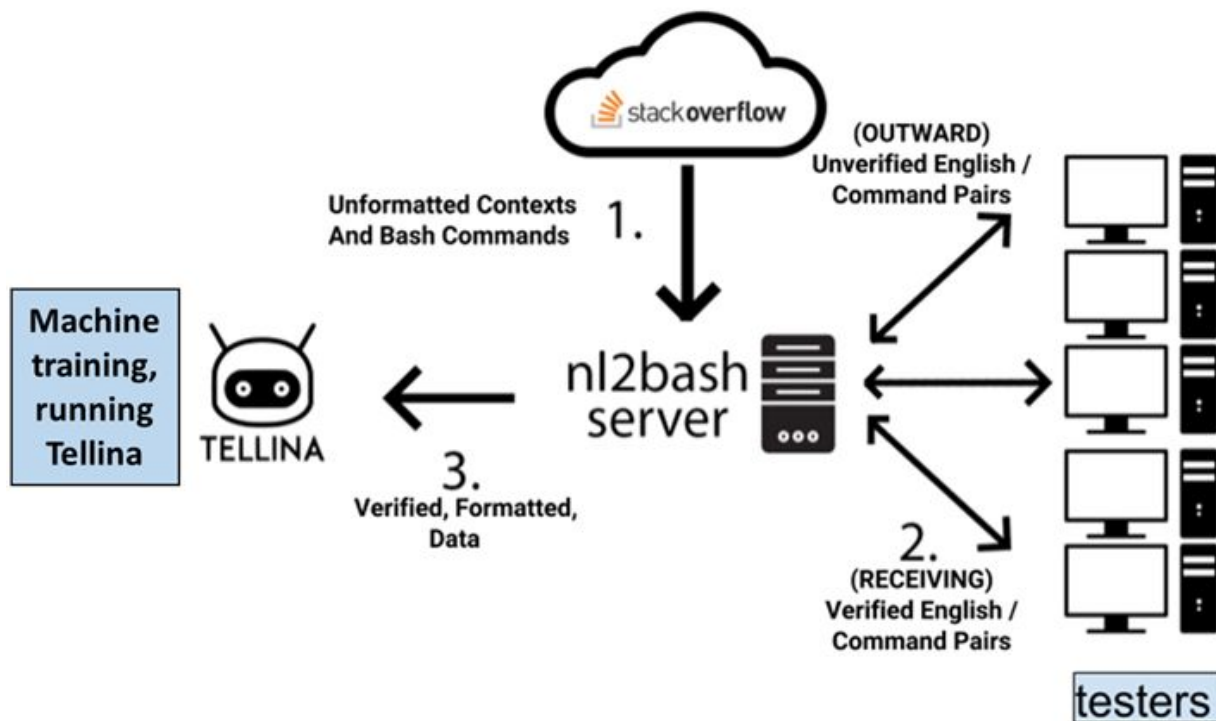 stackoverflow
(OUTWARD)
Unverified English /
Command Pairs
Unformatted Contexts
And Bash Commands
1.
Machine
training,
running
Tellina
TELLINA
nl2bash
server
3.
Verified, Formatted,
Data
2.
(RECEIVING)
Verified English /
Command Pairs
testers